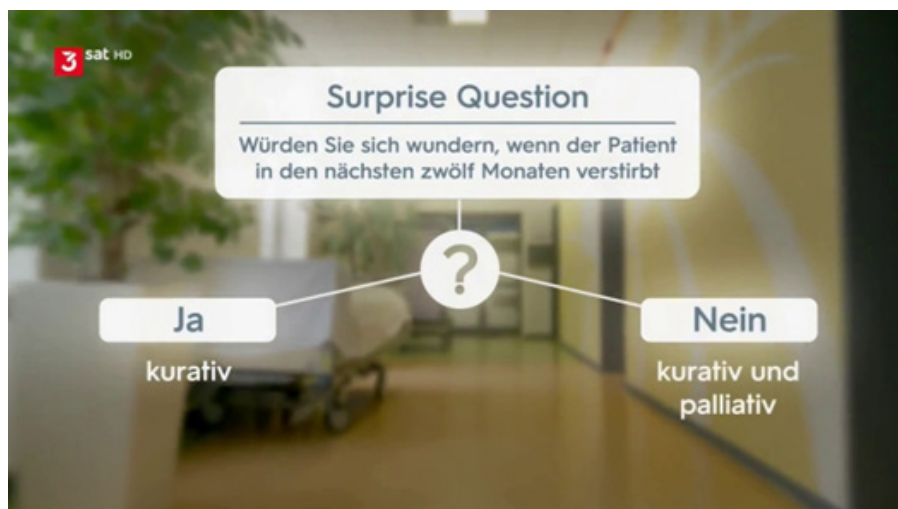 3sat HD
Surprise Question
Würden Sie sich wundern, wenn der Patient
in den nächsten zwölf Monaten verstirbt
?
Ja
Nein
kurativ
kurativ und
palliativ